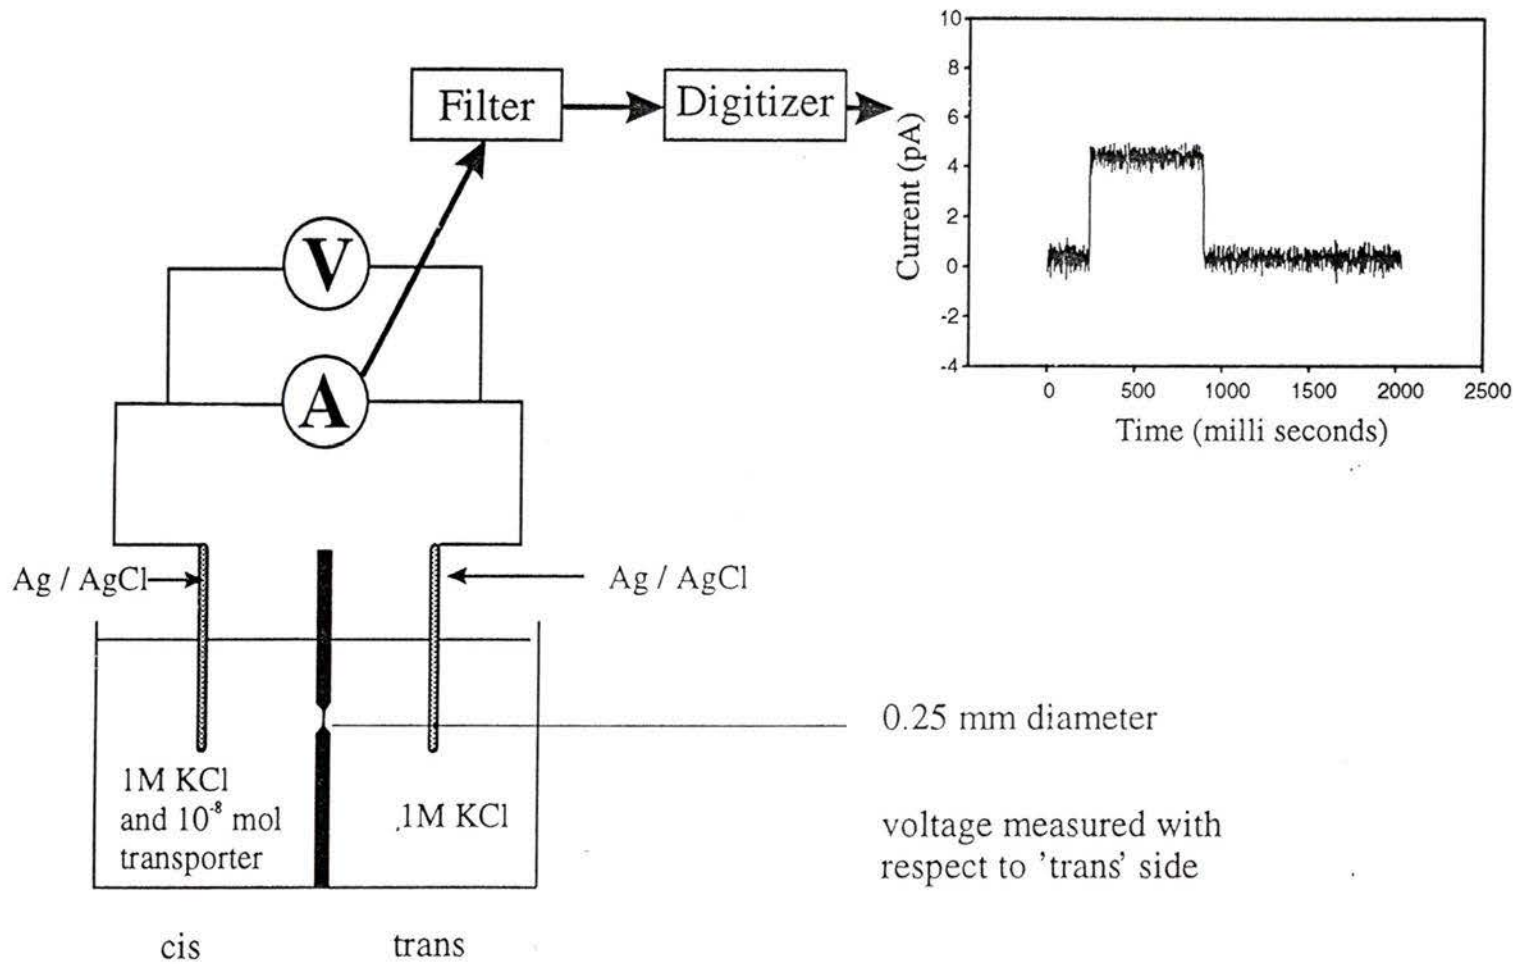 Filter
Digitizer
Current (pA)
10
8
6
4
2
0
-2
-4
0 500 1000 1500 2000 2500
Time (milli seconds)
V
A
Ag / AgCl
Ag / AgCl
0.25 mm diameter
1M KCl
and 10⁻⁸ mol
transporter
1M KCl
voltage measured with
respect to 'trans' side
cis
trans